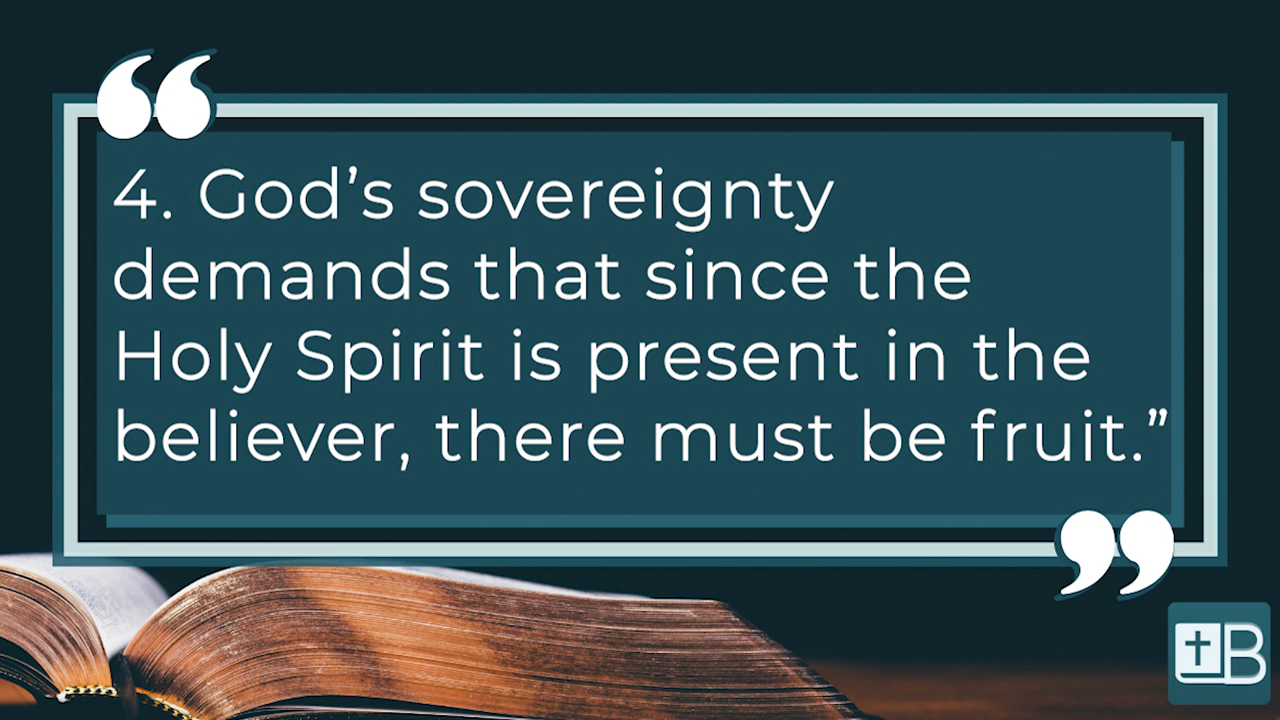 4. God’s sovereignty
demands that since the
Holy Spirit is present in the
believer, there must be fruit.”
B